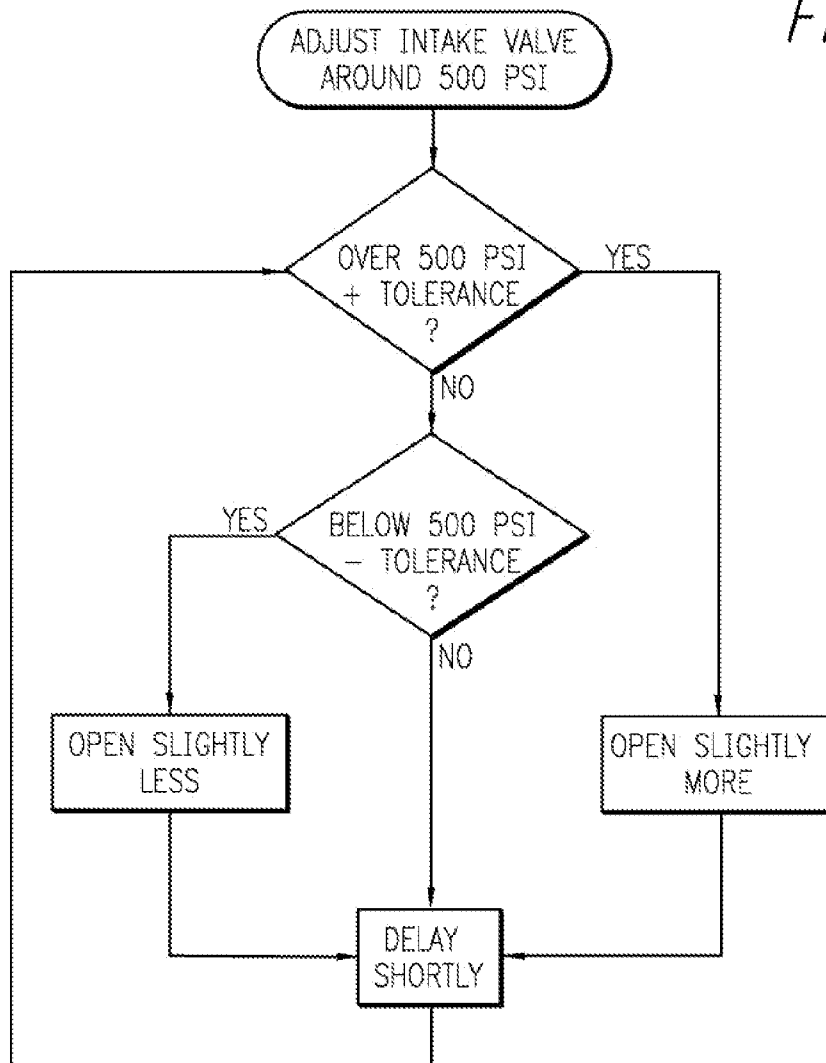 ADJUST INTAKE VALVE
AROUND 500 PSI
OVER 500 PSI
+ TOLERANCE
?
YES
NO
YES
BELOW 500 PSI
- TOLERANCE
?
NO
OPEN SLIGHTLY
LESS
OPEN SLIGHTLY
MORE
DELAY
SHORTLY